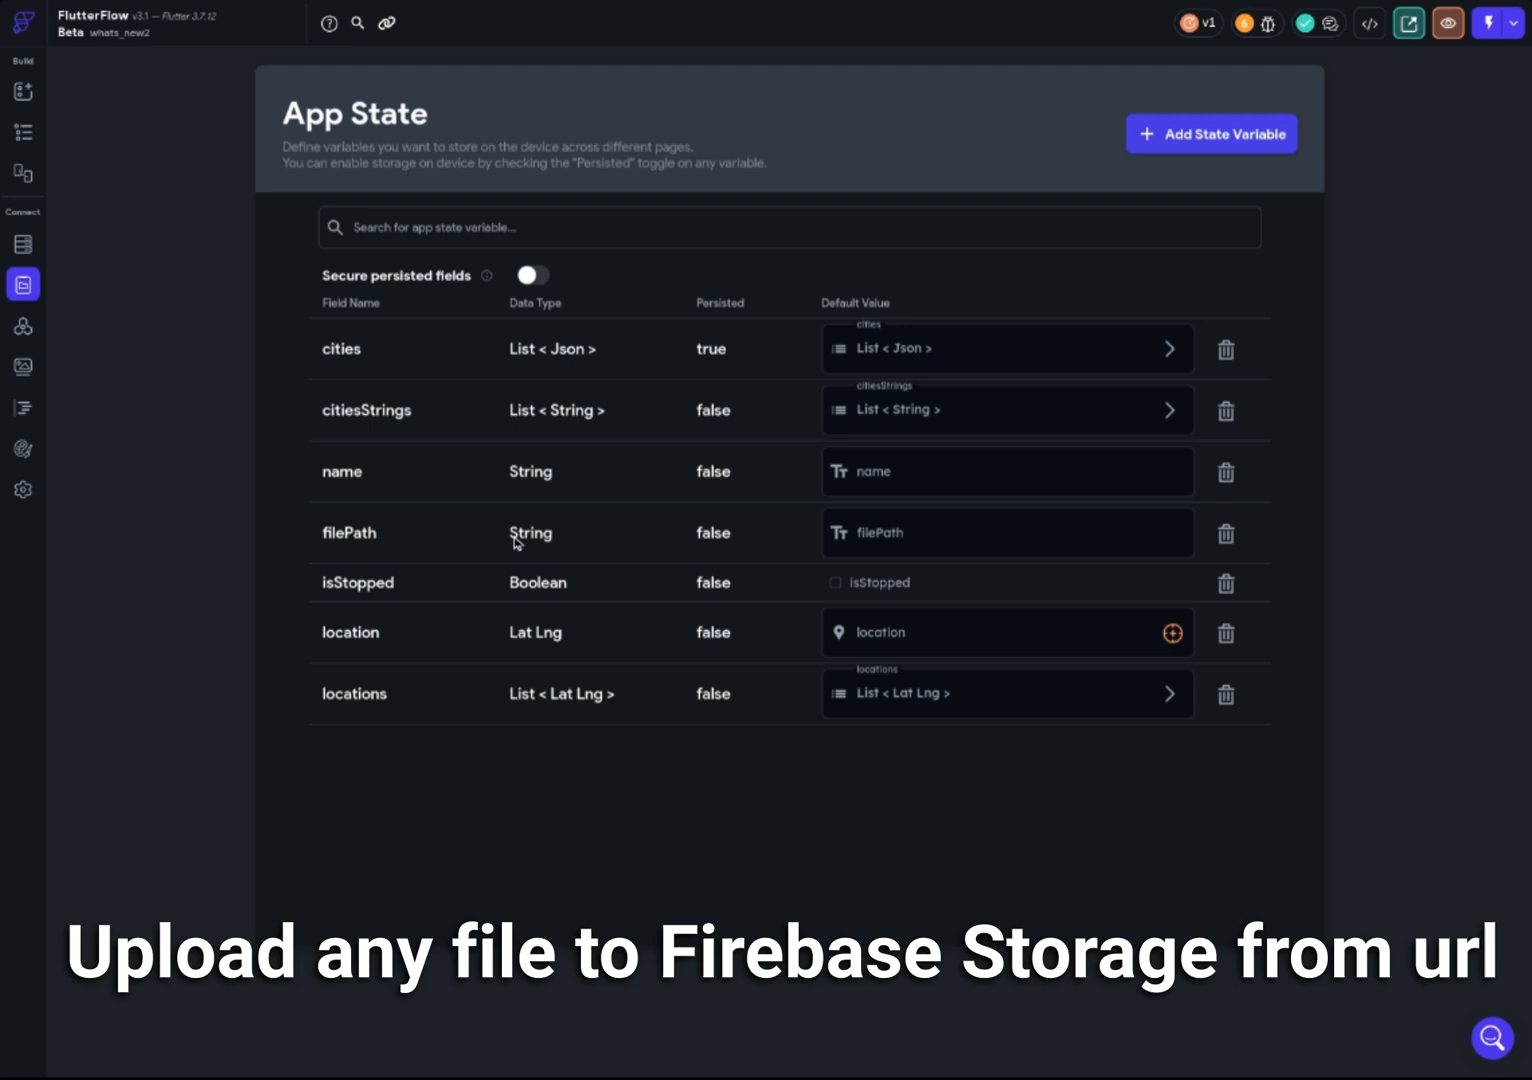 FlutterFlow v3.1 — Flutter 3.7.12
Beta whats_new2
v1
6
Build
Connect
App State
Define variables you want to store on the device across different pages.
You can enable storage on device by checking the "Persisted" toggle on any variable.
+ Add State Variable
Search for app state variable...
Secure persisted fields
Field Name Data Type Persisted Default Value
cities List < Json > true cities List < Json >
citiesStrings List < String > false citiesStrings List < String >
name String false Tт name
filePath String false Tт filePath
isStopped Boolean false isStopped
location Lat Lng false location
locations List < Lat Lng > false locations List < Lat Lng >
Upload any file to Firebase Storage from url